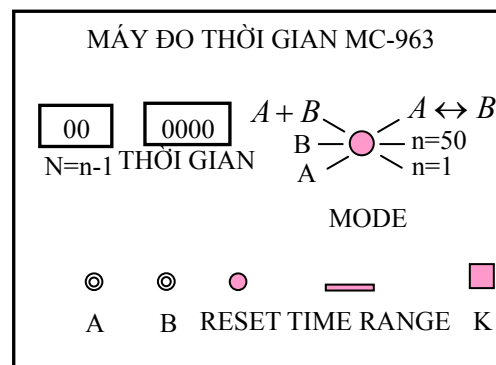 MÁY ĐO THỜI GIAN MC-963
A + B A ↔ B
00 0000 B n=50
N=n-1 THỜI GIAN A n=1
MODE
A B RESET TIME RANGE K